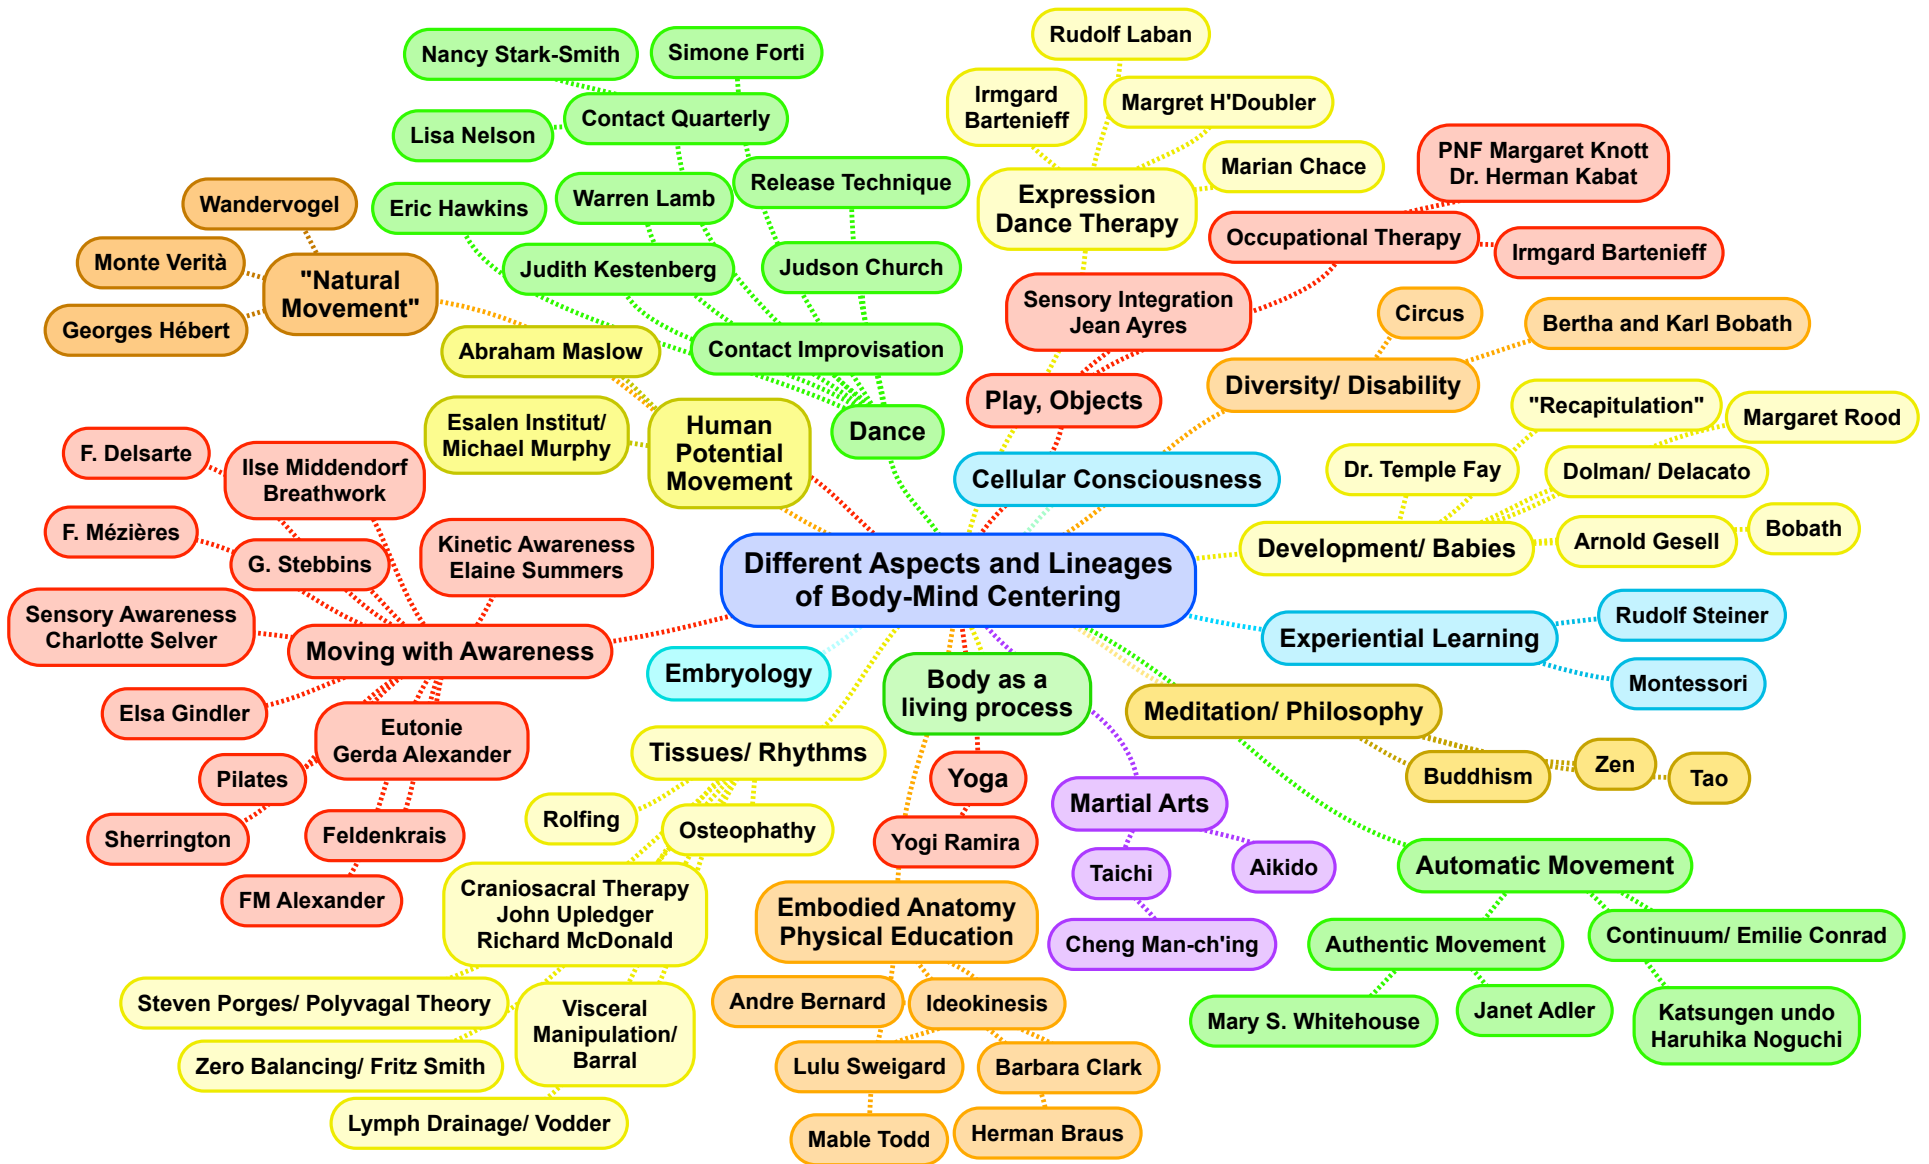 Rudolf Laban
Nancy Stark-Smith
Simone Forti
Irmgard
Bartenieff
Margret H'Doubler
Contact Quarterly
Lisa Nelson
PNF Margaret Knott
Dr. Herman Kabat
Marian Chace
Release Technique
Warren Lamb
Eric Hawkins
Wandervogel
Expression
Dance Therapy
Occupational Therapy
Irmgard Bartenieff
Monte Verità
"Natural
Movement"
Judith Kestenberg
Judson Church
Sensory Integration
Jean Ayres
Circus
Bertha and Karl Bobath
Georges Hébert
Abraham Maslow
Contact Improvisation
Diversity/ Disability
Play, Objects
"Recapitulation"
Margaret Rood
Esalen Institut/
Michael Murphy
Human
Potential
Movement
Dance
F. Delsarte
Ilse Middendorf
Breathwork
Cellular Consciousness
Dr. Temple Fay
Dolman/ Delacato
F. Mézières
G. Stebbins
Kinetic Awareness
Elaine Summers
Different Aspects and Lineages
of Body-Mind Centering
Development/ Babies
Arnold Gesell
Bobath
Sensory Awareness
Charlotte Selver
Moving with Awareness
Experiential Learning
Rudolf Steiner
Embryology
Body as a
living process
Montessori
Elsa Gindler
Eutonie
Gerda Alexander
Meditation/ Philosophy
Tissues/ Rhythms
Pilates
Yoga
Buddhism
Zen
Tao
Martial Arts
Rolfing
Osteophathy
Sherrington
Feldenkrais
Yogi Ramira
Taichi
Aikido
Automatic Movement
FM Alexander
Craniosacral Therapy
John Upledger
Richard McDonald
Embodied Anatomy
Physical Education
Cheng Man-ch'ing
Authentic Movement
Continuum/ Emilie Conrad
Steven Porges/ Polyvagal Theory
Visceral
Manipulation/
Barral
Andre Bernard
Ideokinesis
Mary S. Whitehouse
Janet Adler
Katsungen undo
Haruhika Noguchi
Zero Balancing/ Fritz Smith
Lulu Sweigard
Barbara Clark
Lymph Drainage/ Vodder
Mable Todd
Herman Braus